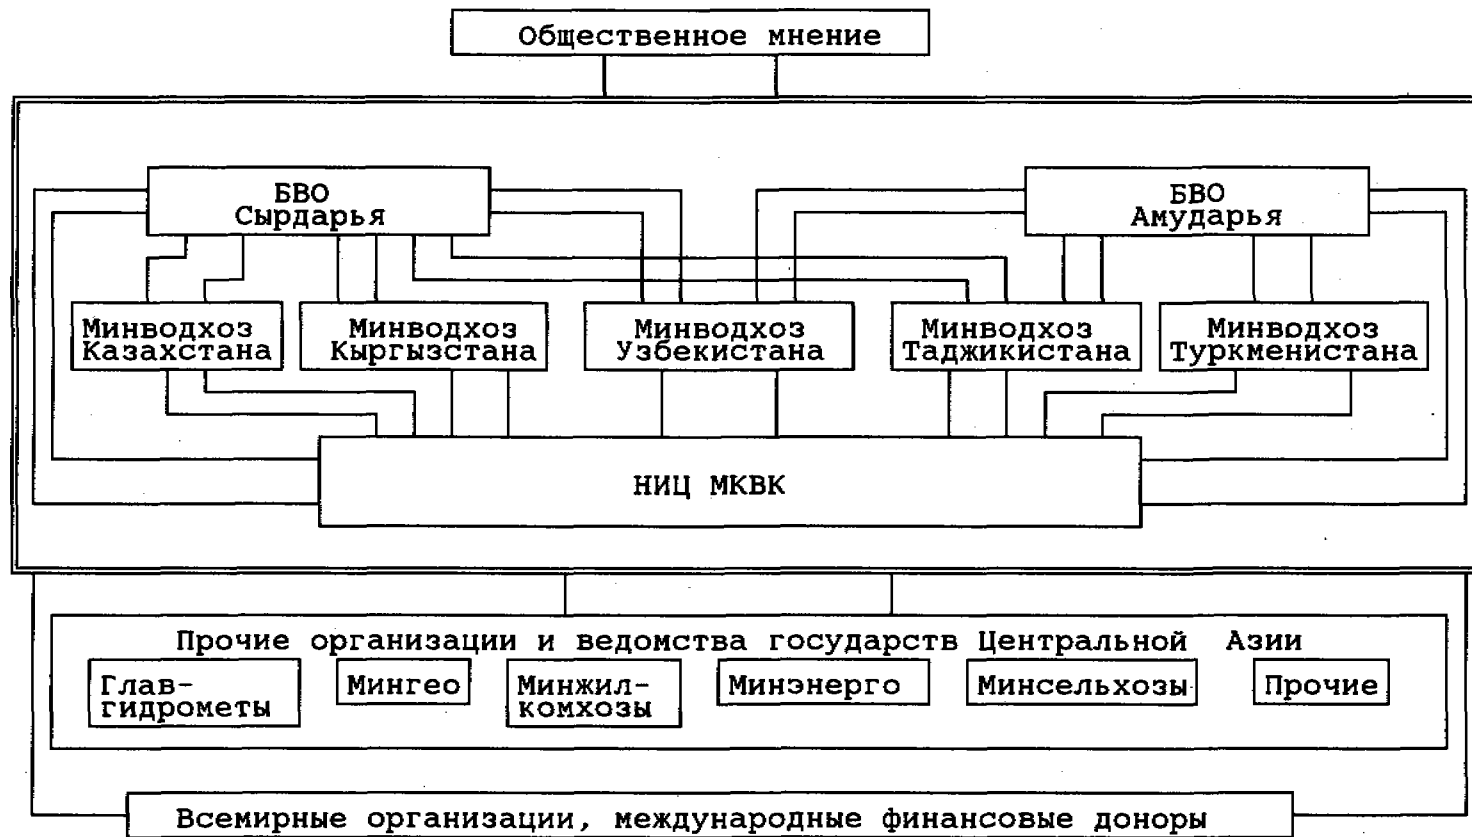 Общественное мнение
БВО
Сырдарья
БВО
Амударья
Минводхоз
Казахстана
Минводхоз
Кыргызстана
Минводхоз
Узбекистана
Минводхоз
Таджикистана
Минводхоз
Туркменистана
НИЦ МКВК
Прочие организации и ведомства государств Центральной Азии
Глав-
гидрометы
Мингео
Минжил-
комхозы
Минэнерго
Минсельхозы
Прочие
Всемирные организации, международные финансовые доноры